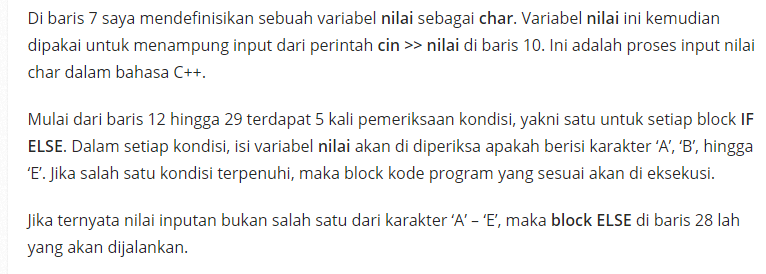 Di baris 7 saya mendefinisikan sebuah variabel nilai sebagai char. Variabel nilai ini kemudian
dipakai untuk menampung input dari perintah cin >> nilai di baris 10. Ini adalah proses input nilai
char dalam bahasa C++.
Mulai dari baris 12 hingga 29 terdapat 5 kali pemeriksaan kondisi, yakni satu untuk setiap block IF
ELSE. Dalam setiap kondisi, isi variabel nilai akan di diperiksa apakah berisi karakter ‘A’, ‘B’, hingga
‘E’. Jika salah satu kondisi terpenuhi, maka block kode program yang sesuai akan di eksekusi.
Jika ternyata nilai inputan bukan salah satu dari karakter ‘A’ – ‘E’, maka block ELSE di baris 28 lah
yang akan dijalankan.